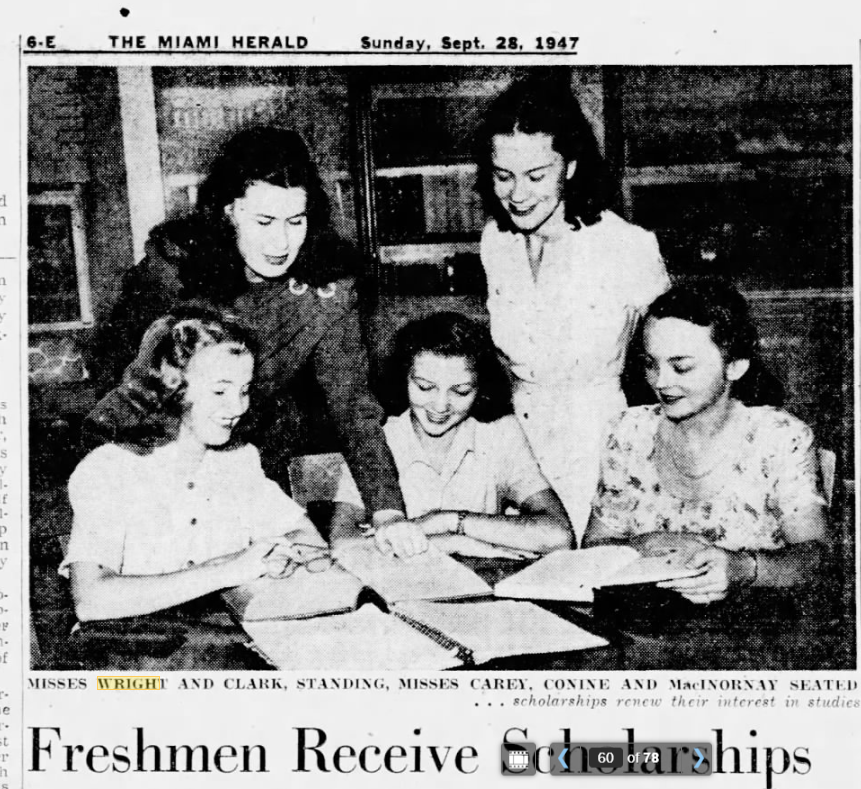 6-E THE MIAMI HERALD Sunday, Sept. 28, 1947
MISSES WRIGHT AND CLARK, STANDING, MISSES CAREY, CONINE AND MacINORNAY SEATED
. . . scholarships renew their interest in studies
Freshmen Receive Scholarships
60 of 78